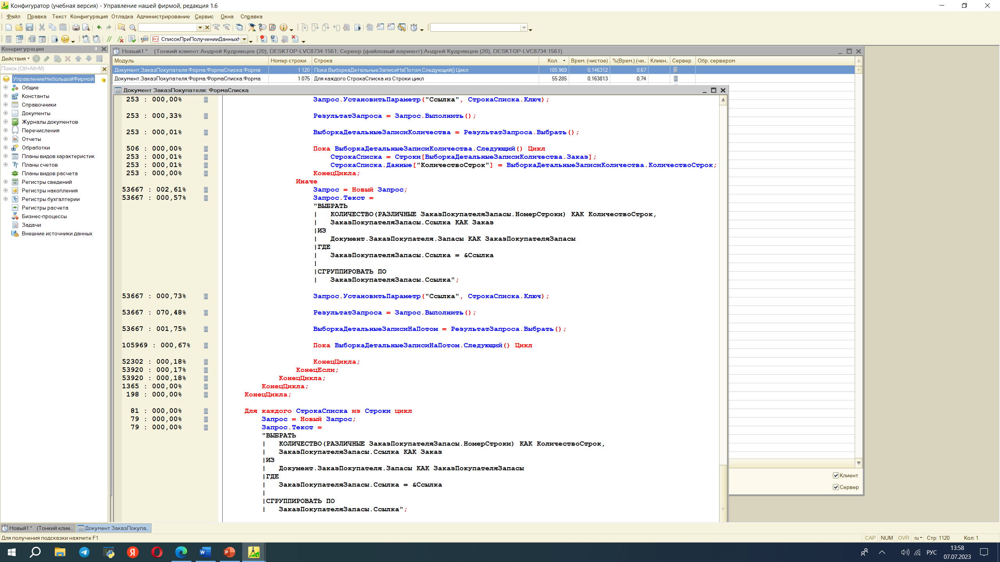 Конфигуратор (учебная версия) - Управление нашей фирмой, редакция 1.6
Файл Правка Текст Конфигурация Отладка Администрирование Сервис Окна Справка
СписокПриПолученииДанныхН
Конфигурация
Действия
Поиск (Ctrl+Alt+M)
УправлениеНебольшойФирмой
Общие
Константы
Справочники
Документы
Журналы документов
Перечисления
Отчеты
Обработки
Планы видов характеристик
Планы счетов
Планы видов расчета
Регистры сведений
Регистры накопления
Регистры бухгалтерии
Регистры расчета
Бизнес-процессы
Задачи
Внешние источники данных
Новый1 * (Тонкий клиент:Андрей Кудрявцев (20), DESKTOP-LVC8734:1561; Сервер (файловый вариант):Андрей Кудрявцев (20), DESKTOP-LVC8734:1561)
Модуль Номер строки Строка Кол. Врем. (чистое) %(Врем.) (чи... Клиен... Сервер Обр. сервером
Документ.ЗаказПокупателя.Форма.ФормаСписка.Форма 1 120 Пока ВыборкаДетальныеЗаписиНаПотом.Следующий() Цикл 105 969 0,146312 0,67
Документ.ЗаказПокупателя.Форма.ФормаСписка.Форма 1 075 Для каждого СтрокаСписка из Строки цикл 55 285 0,163813 0,74
Документ ЗаказПокупателя: ФормаСписка
253 : 000,00% Запрос.УстановитьПараметр("Ссылка", СтрокаСписка.Ключ);
253 : 000,33% РезультатЗапроса = Запрос.Выполнить();
253 : 000,01% ВыборкаДетальныеЗаписиКоличества = РезультатЗапроса.Выбрать();
506 : 000,00% Пока ВыборкаДетальныеЗаписиКоличества.Следующий() Цикл
253 : 000,01% СтрокаСписка = Строки[ВыборкаДетальныеЗаписиКоличества.Заказ];
253 : 000,01% СтрокаСписка.Данные["КоличествоСтрок"] = ВыборкаДетальныеЗаписиКоличества.КоличествоСтрок;
253 : 000,00% КонецЦикла;
Иначе
53667 : 002,61% Запрос = Новый Запрос;
53667 : 000,57% Запрос.Текст =
"ВЫБРАТЬ
| КОЛИЧЕСТВО(РАЗЛИЧНЫЕ ЗаказПокупателяЗапасы.НомерСтроки) КАК КоличествоСтрок,
| ЗаказПокупателяЗапасы.Ссылка КАК Заказ
|ИЗ
| Документ.ЗаказПокупателя.Запасы КАК ЗаказПокупателяЗапасы
|ГДЕ
| ЗаказПокупателяЗапасы.Ссылка = &Ссылка
|
|СГРУППИРОВАТЬ ПО
| ЗаказПокупателяЗапасы.Ссылка";
53667 : 000,73% Запрос.УстановитьПараметр("Ссылка", СтрокаСписка.Ключ);
53667 : 070,48% РезультатЗапроса = Запрос.Выполнить();
53667 : 001,75% ВыборкаДетальныеЗаписиНаПотом = РезультатЗапроса.Выбрать();
105969 : 000,67% Пока ВыборкаДетальныеЗаписиНаПотом.Следующий() Цикл
52302 : 000,18% КонецЦикла;
53920 : 000,17% КонецЕсли;
53920 : 000,18% КонецЦикла;
1365 : 000,00% КонецЦикла;
198 : 000,00% КонецЦикла;
81 : 000,00% Для каждого СтрокаСписка из Строки цикл
79 : 000,00% Запрос = Новый Запрос;
79 : 000,00% Запрос.Текст =
"ВЫБРАТЬ
| КОЛИЧЕСТВО(РАЗЛИЧНЫЕ ЗаказПокупателяЗапасы.НомерСтроки) КАК КоличествоСтрок,
| ЗаказПокупателяЗапасы.Ссылка КАК Заказ
|ИЗ
| Документ.ЗаказПокупателя.Запасы КАК ЗаказПокупателяЗапасы
|ГДЕ
| ЗаказПокупателяЗапасы.Ссылка = &Ссылка
|
|СГРУППИРОВАТЬ ПО
| ЗаказПокупателяЗапасы.Ссылка";
Клиент
Сервер
Новый1 * (Тонкий клие... Документ ЗаказПокупа...
Для получения подсказки нажмите F1 CAP NUM OVR ru Стр: 1120 Кол: 1
РУС 13:58
07.07.2023